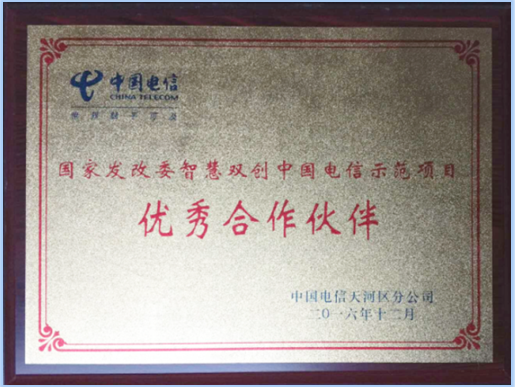 中国电信
CHINA TELECOM
国家发改委智慧双创中国电信示范项目
优秀合作伙伴
中国电信天河区分公司
二〇一六年十二月